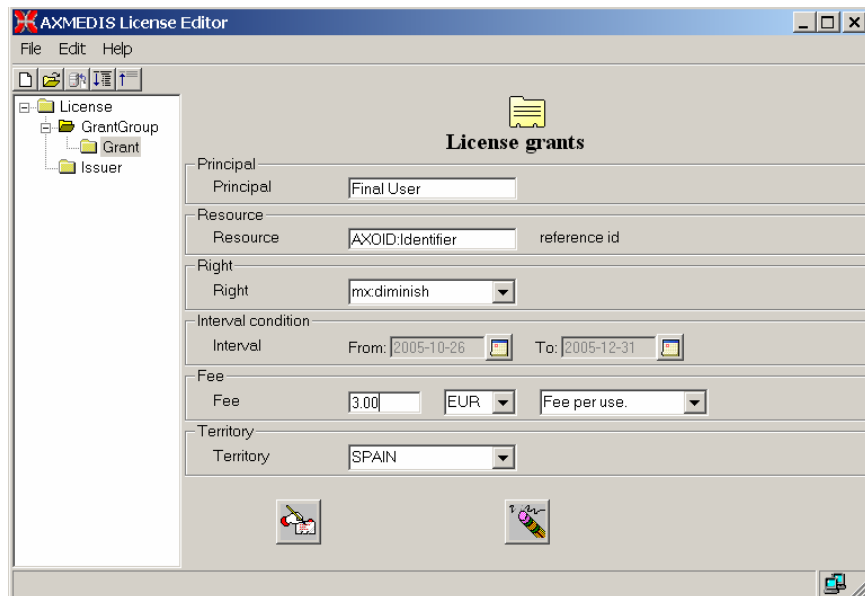 AXMEDIS License Editor
File Edit Help
License
GrantGroup
Grant
Issuer
License grants
Principal
Principal Final User
Resource
Resource AXOID:Identifier reference id
Right
Right mx:diminish
Interval condition
Interval From: 2005-10-26 To: 2005-12-31
Fee
Fee 3.00 EUR Fee per use.
Territory
Territory SPAIN